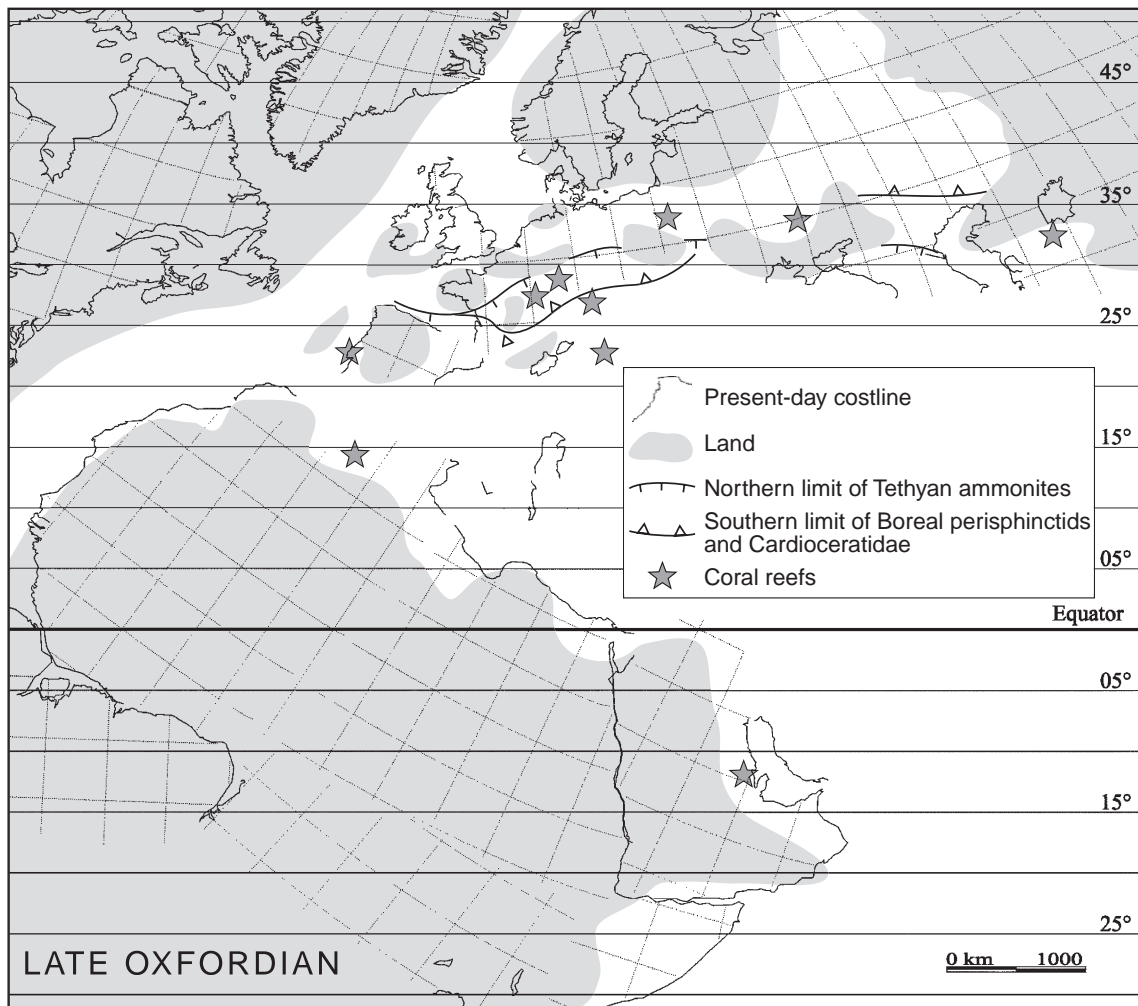 45°
35°
25°
15°
05°
Equator
05°
15°
25°
Present-day costline
Land
Northern limit of Tethyan ammonites
Southern limit of Boreal perisphinctids
and Cardioceratidae
Coral reefs
LATE OXFORDIAN
0 km 1000